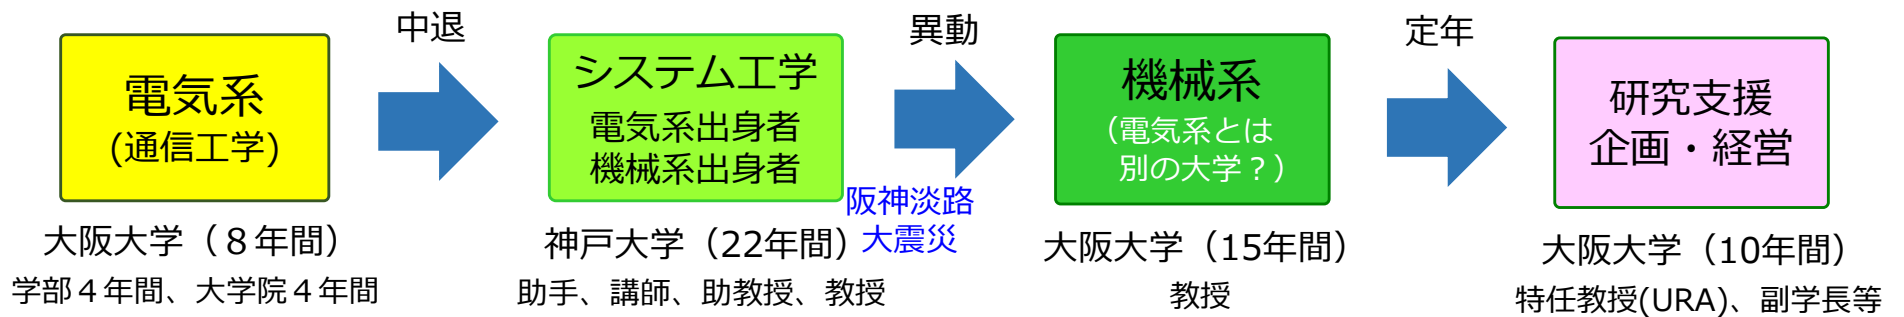 電気系
(通信工学)
大阪大学（８年間）
学部４年間、大学院４年間
中退
システム工学
電気系出身者
機械系出身者
神戸大学（22年間）
助手、講師、助教授、教授
異動
阪神淡路
大震災
機械系
（電気系とは
別の大学？）
大阪大学（15年間）
教授
定年
研究支援
企画・経営
大阪大学（10年間）
特任教授(URA)、副学長等